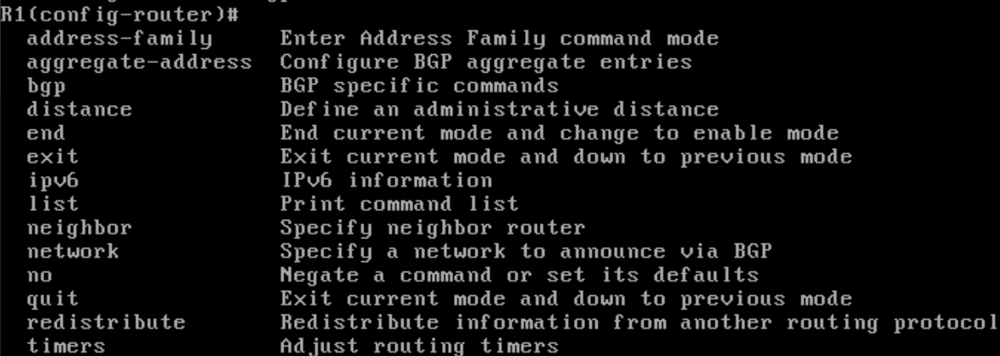 R1(config-router)#
address-family Enter Address Family command mode
aggregate-address Configure BGP aggregate entries
bgp BGP specific commands
distance Define an administrative distance
end End current mode and change to enable mode
exit Exit current mode and down to previous mode
ipv6 IPv6 information
list Print command list
neighbor Specify neighbor router
network Specify a network to announce via BGP
no Negate a command or set its defaults
quit Exit current mode and down to previous mode
redistribute Redistribute information from another routing protocol
timers Adjust routing timers